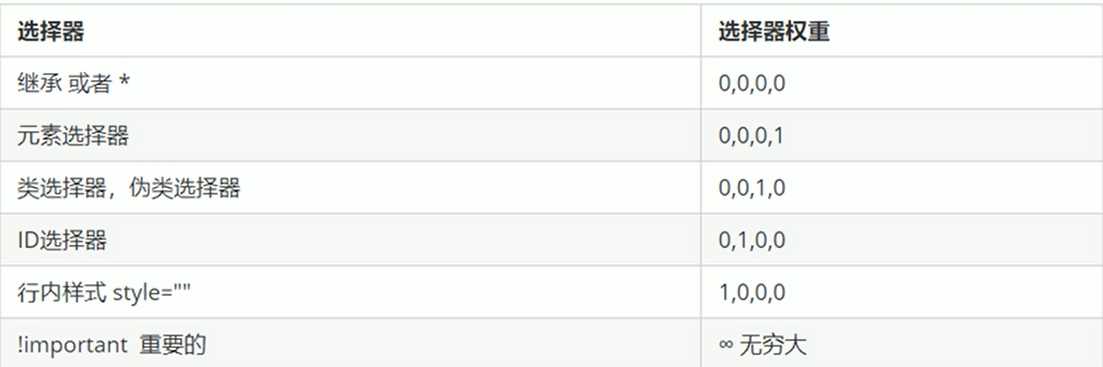 选择器 选择器权重
继承 或者 * 0,0,0,0
元素选择器 0,0,0,1
类选择器，伪类选择器 0,0,1,0
ID选择器 0,1,0,0
行内样式 style="" 1,0,0,0
!important 重要的 ∞ 无穷大